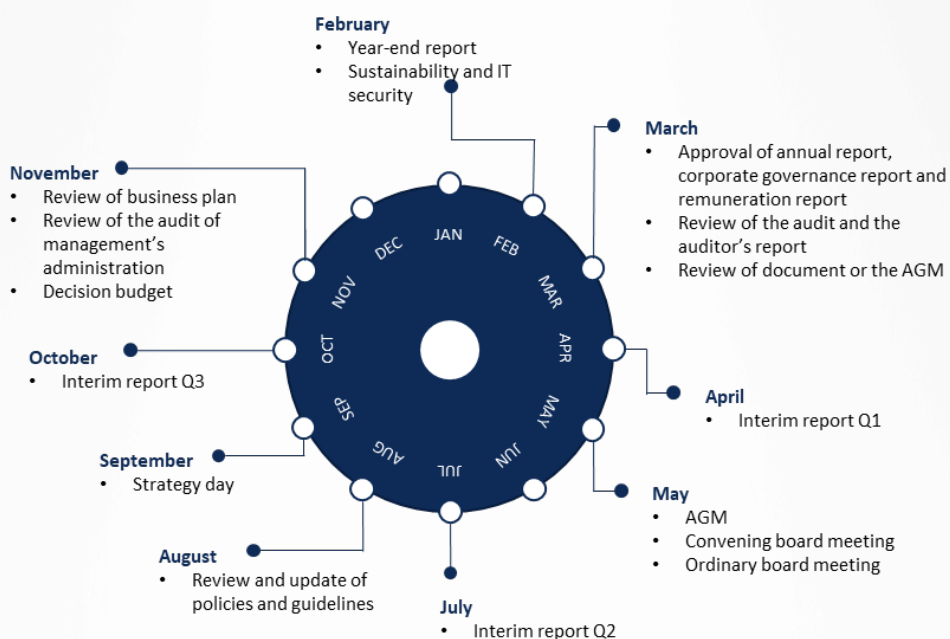 February
• Year-end report
• Sustainability and IT
security
March
• Approval of annual report,
corporate governance report and
remuneration report
• Review of the audit and the
auditor's report
• Review of document or the AGM
November
• Review of business plan
• Review of the audit of
management's
administration
• Decision budget
JAN
FEB
MAR
APR
MAY
JUN
JUL
AUG
SEP
OCT
NOV
DEC
October
• Interim report Q3
April
• Interim report Q1
September
• Strategy day
May
• AGM
• Convening board meeting
• Ordinary board meeting
August
• Review and update of
policies and guidelines
July
• Interim report Q2